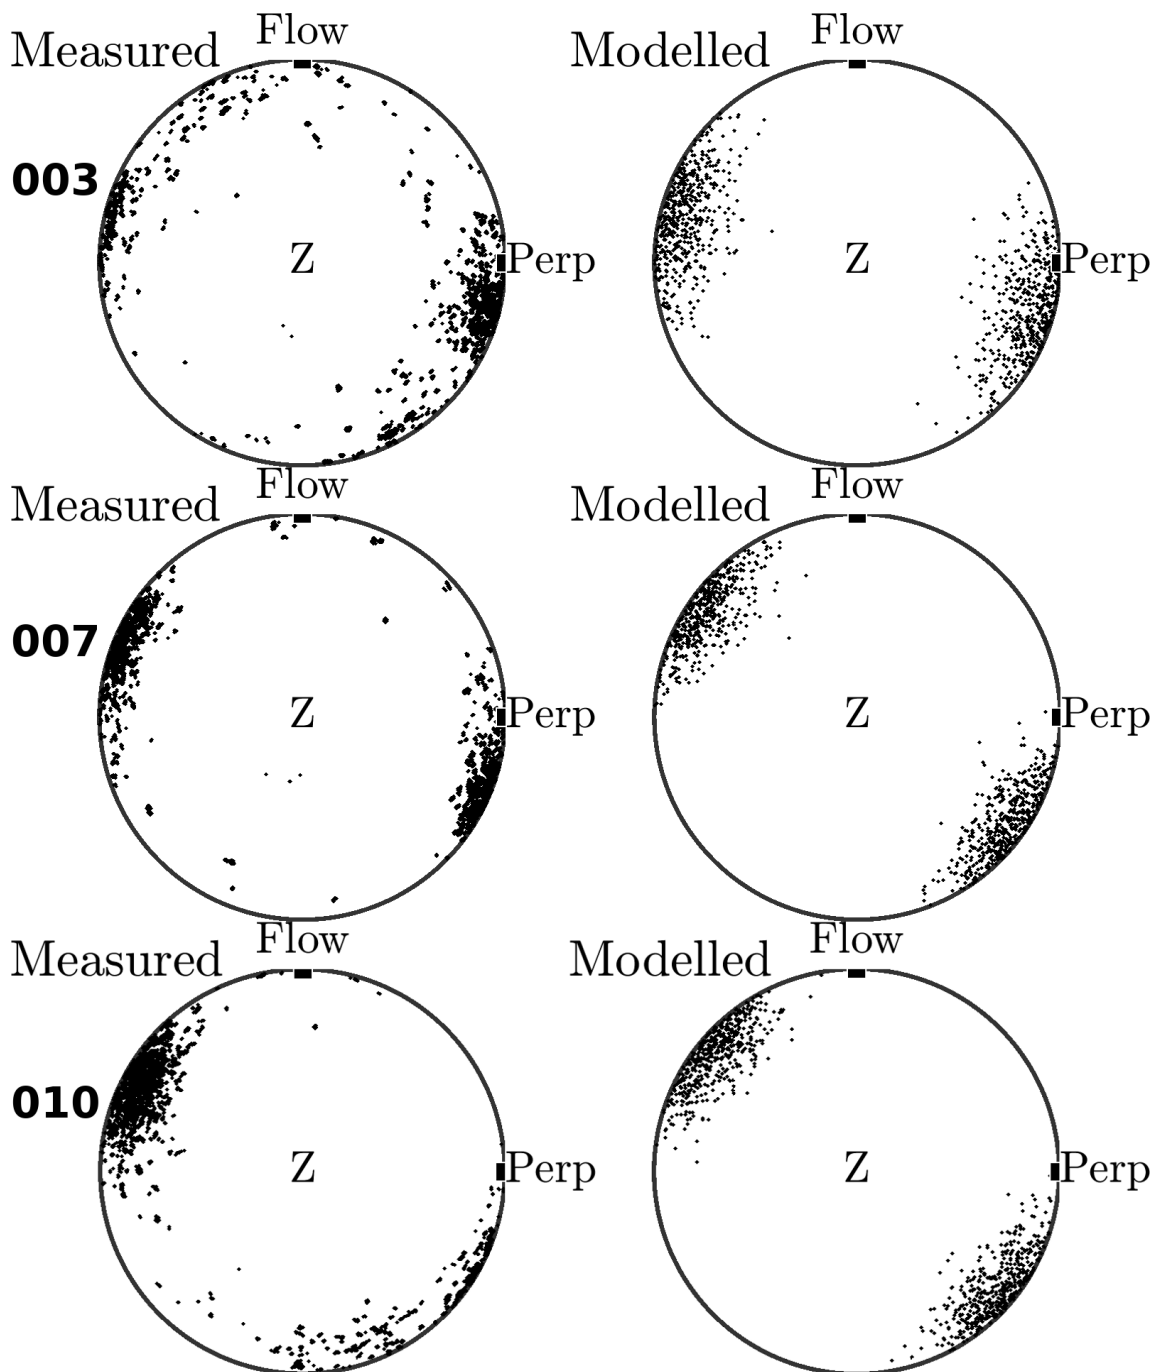 Measured Flow Modelled Flow
003
Z Perp Z Perp
Measured Flow Modelled Flow
007
Z Perp Z Perp
Measured Flow Modelled Flow
010
Z Perp Z Perp